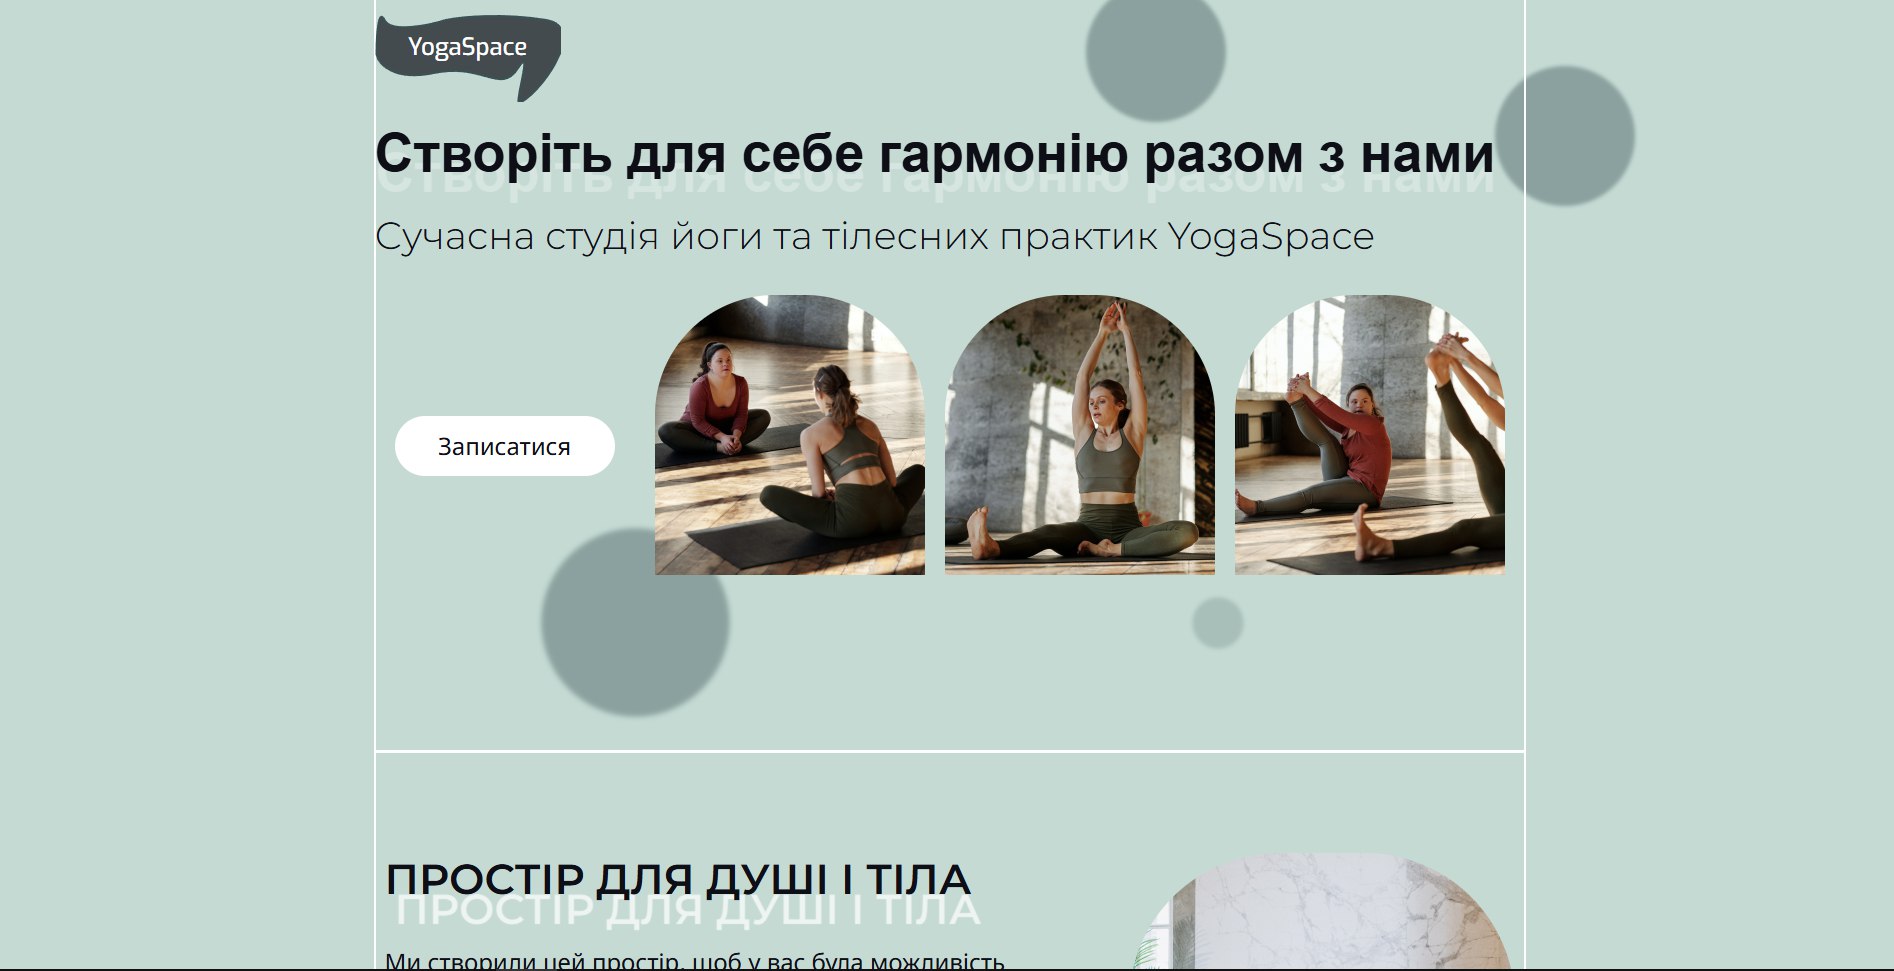 YogaSpace
Створіть для себе гармонію разом з нами
Сучасна студія йоги та тілесних практик YogaSpace
Записатися
ПРОСТІР ДЛЯ ДУШІ І ТІЛА
Ми створили цей простір, щоб у вас була можливість